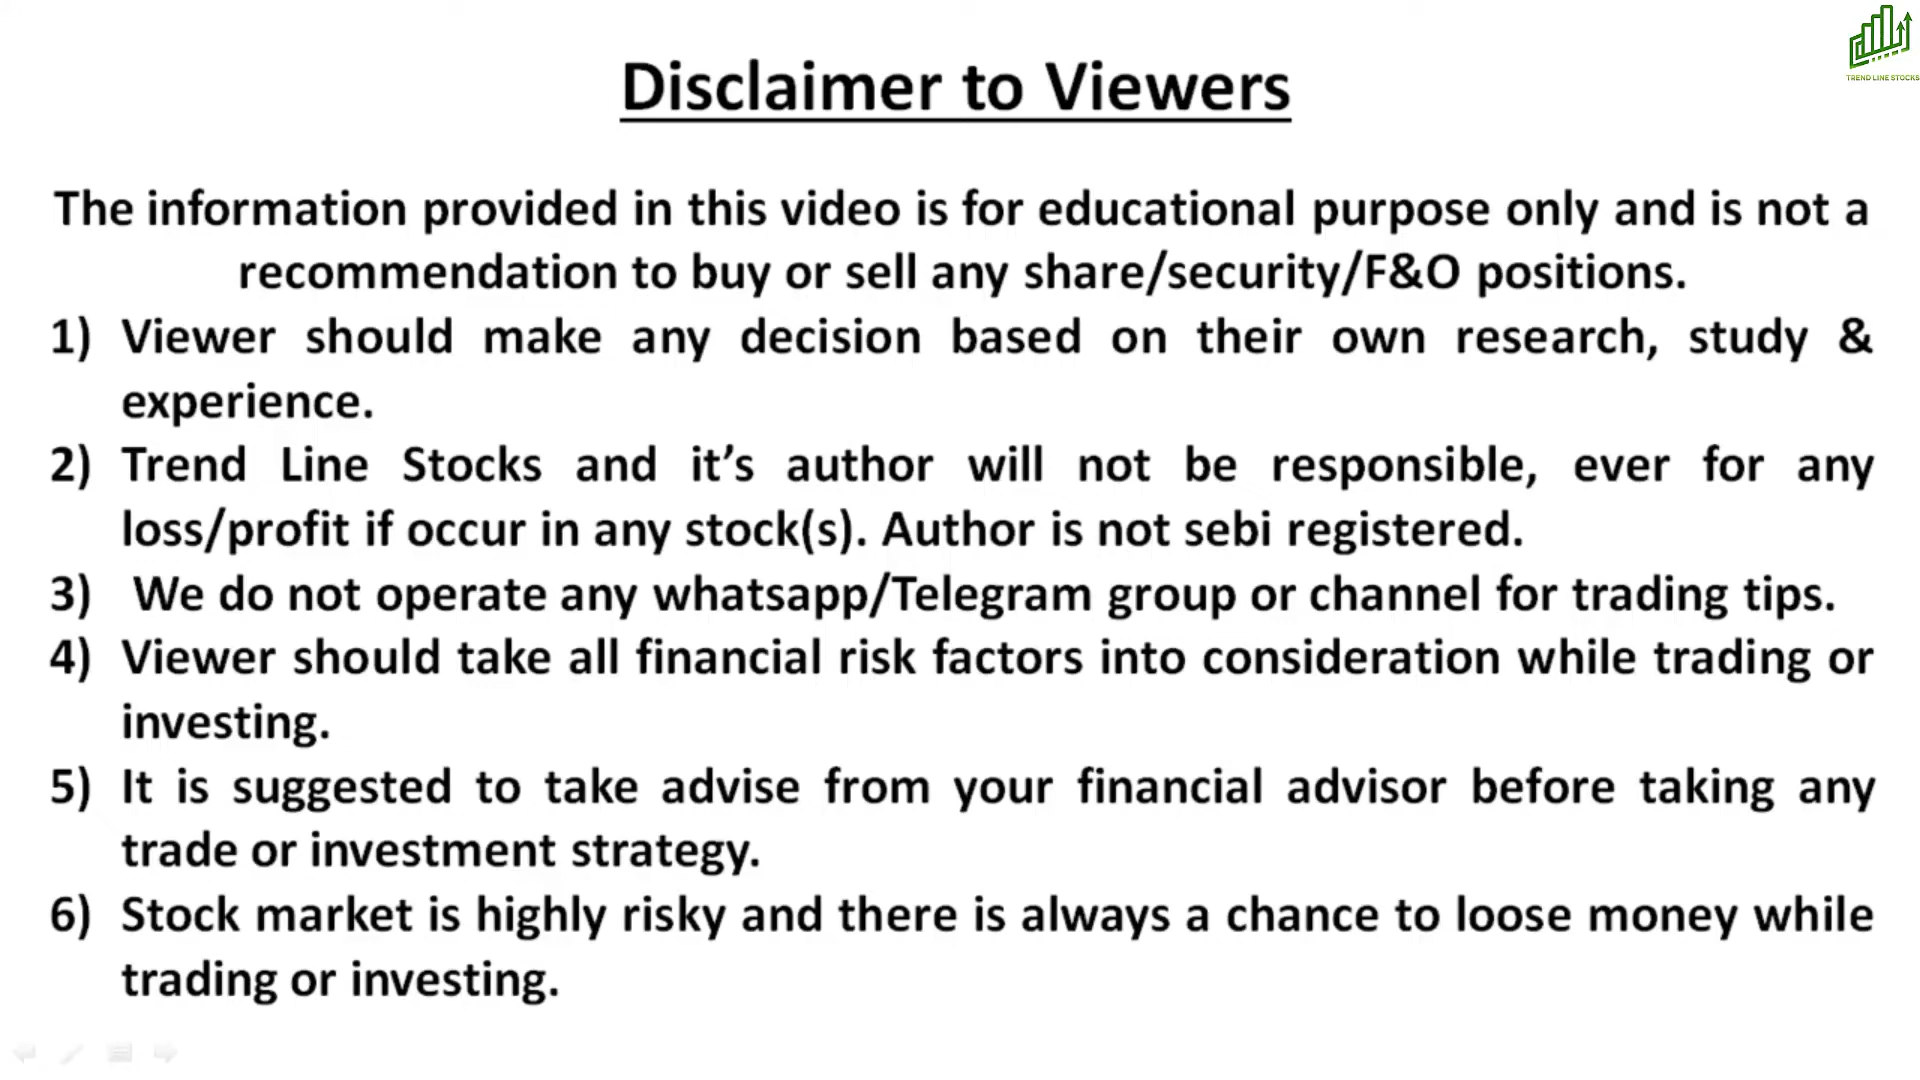 TREND LINE STOCKS
Disclaimer to Viewers
The information provided in this video is for educational purpose only and is not a
recommendation to buy or sell any share/security/F&O positions.
1) Viewer should make any decision based on their own research, study &
experience.
2) Trend Line Stocks and it’s author will not be responsible, ever for any
loss/profit if occur in any stock(s). Author is not sebi registered.
3) We do not operate any whatsapp/Telegram group or channel for trading tips.
4) Viewer should take all financial risk factors into consideration while trading or
investing.
5) It is suggested to take advise from your financial advisor before taking any
trade or investment strategy.
6) Stock market is highly risky and there is always a chance to loose money while
trading or investing.